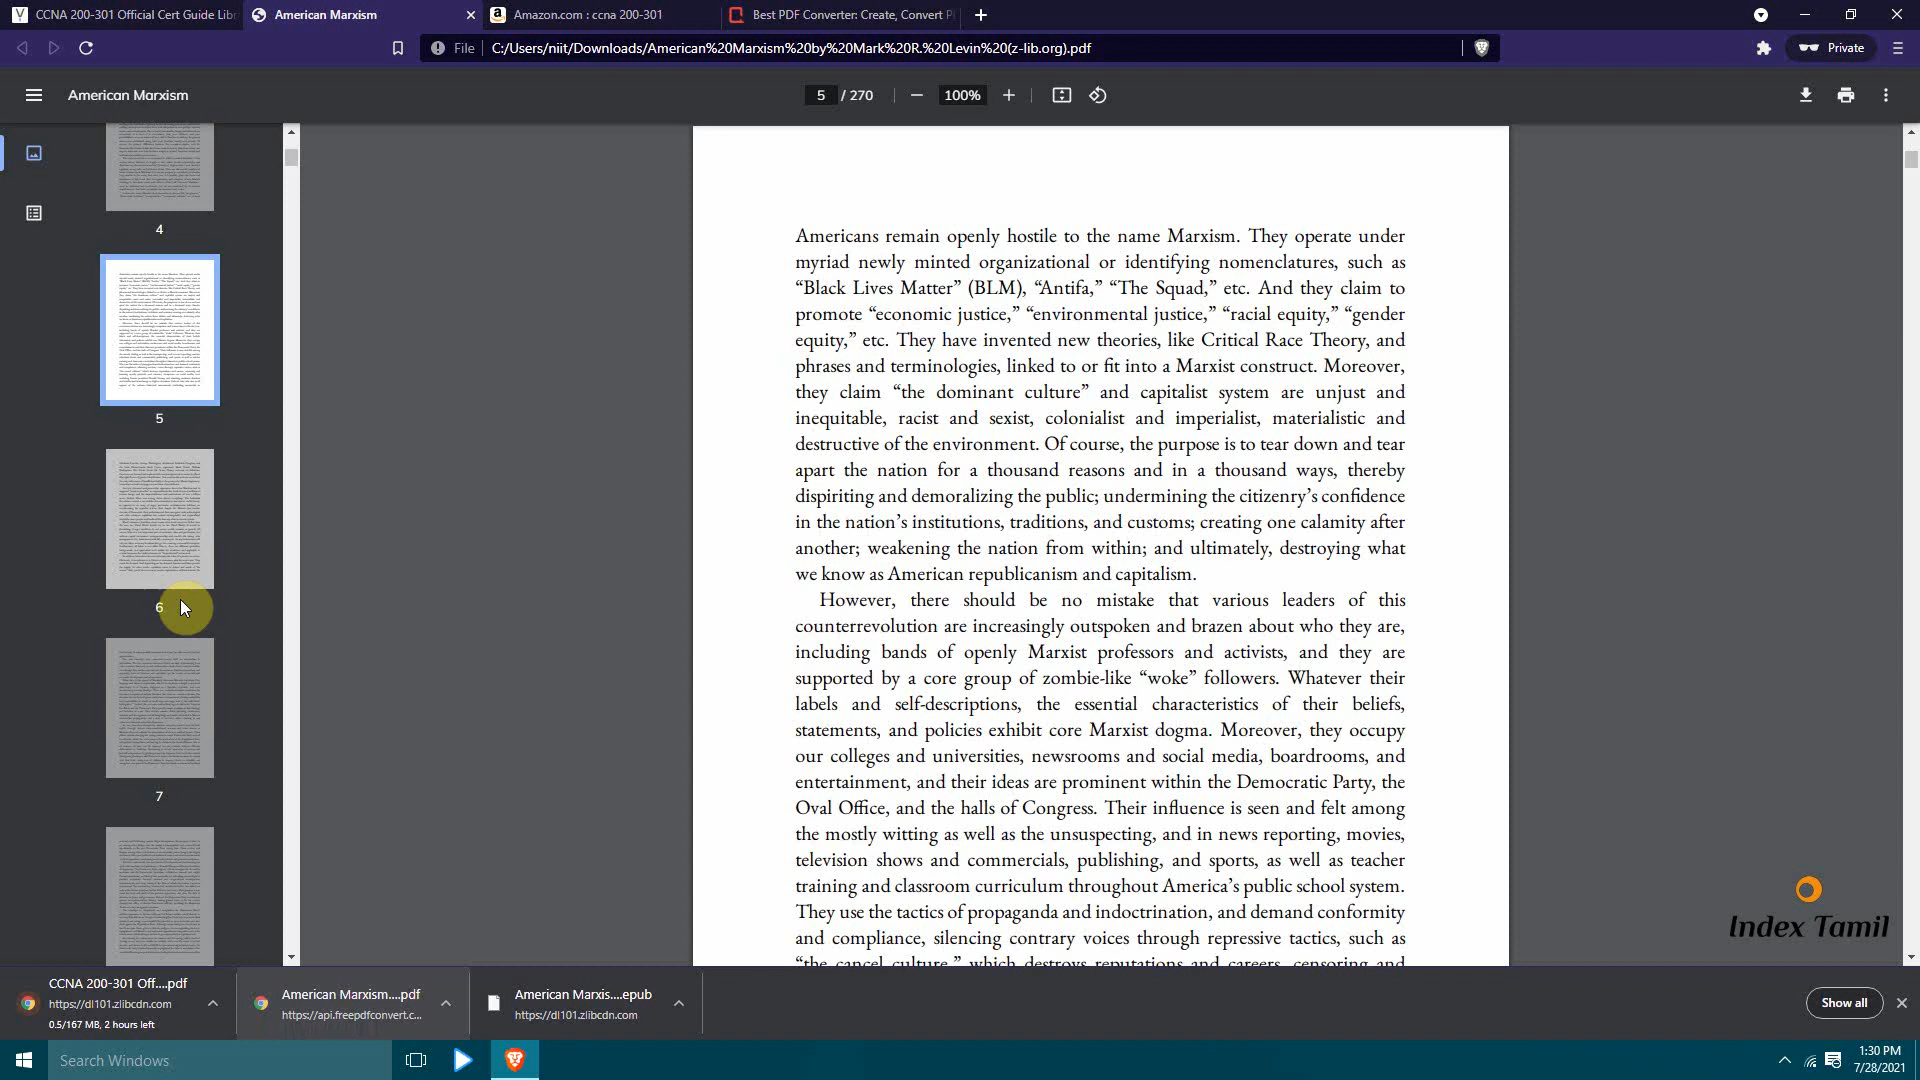 CCNA 200-301 Official Cert Guide Libr
American Marxism
Amazon.com : ccna 200-301
Best PDF Converter: Create, Convert P
File
C:/Users/niit/Downloads/American%20Marxism%20by%20Mark%20R.%20Levin%20(z-lib.org).pdf
Private
American Marxism
5 / 270
100%
4
5
6
7
Americans remain openly hostile to the name Marxism. They operate under
myriad newly minted organizational or identifying nomenclatures, such as
“Black Lives Matter” (BLM), “Antifa,” “The Squad,” etc. And they claim to
promote “economic justice,” “environmental justice,” “racial equity,” “gender
equity,” etc. They have invented new theories, like Critical Race Theory, and
phrases and terminologies, linked to or fit into a Marxist construct. Moreover,
they claim “the dominant culture” and capitalist system are unjust and
inequitable, racist and sexist, colonialist and imperialist, materialistic and
destructive of the environment. Of course, the purpose is to tear down and tear
apart the nation for a thousand reasons and in a thousand ways, thereby
dispiriting and demoralizing the public; undermining the citizenry’s confidence
in the nation’s institutions, traditions, and customs; creating one calamity after
another; weakening the nation from within; and ultimately, destroying what
we know as American republicanism and capitalism.
However, there should be no mistake that various leaders of this
counterrevolution are increasingly outspoken and brazen about who they are,
including bands of openly Marxist professors and activists, and they are
supported by a core group of zombie-like “woke” followers. Whatever their
labels and self-descriptions, the essential characteristics of their beliefs,
statements, and policies exhibit core Marxist dogma. Moreover, they occupy
our colleges and universities, newsrooms and social media, boardrooms, and
entertainment, and their ideas are prominent within the Democratic Party, the
Oval Office, and the halls of Congress. Their influence is seen and felt among
the mostly witting as well as the unsuspecting, and in news reporting, movies,
television shows and commercials, publishing, and sports, as well as teacher
training and classroom curriculum throughout America’s public school system.
They use the tactics of propaganda and indoctrination, and demand conformity
and compliance, silencing contrary voices through repressive tactics, such as
“the cancel culture,” which destroys reputations and careers, censoring and
Index Tamil
CCNA 200-301 Off....pdf
https://dl101.zlibcdn.com
0.5/167 MB, 2 hours left
American Marxism....pdf
https://api.freepdfconvert.c...
American Marxis....epub
https://dl101.zlibcdn.com
Show all
Search Windows
1:30 PM
7/28/2021